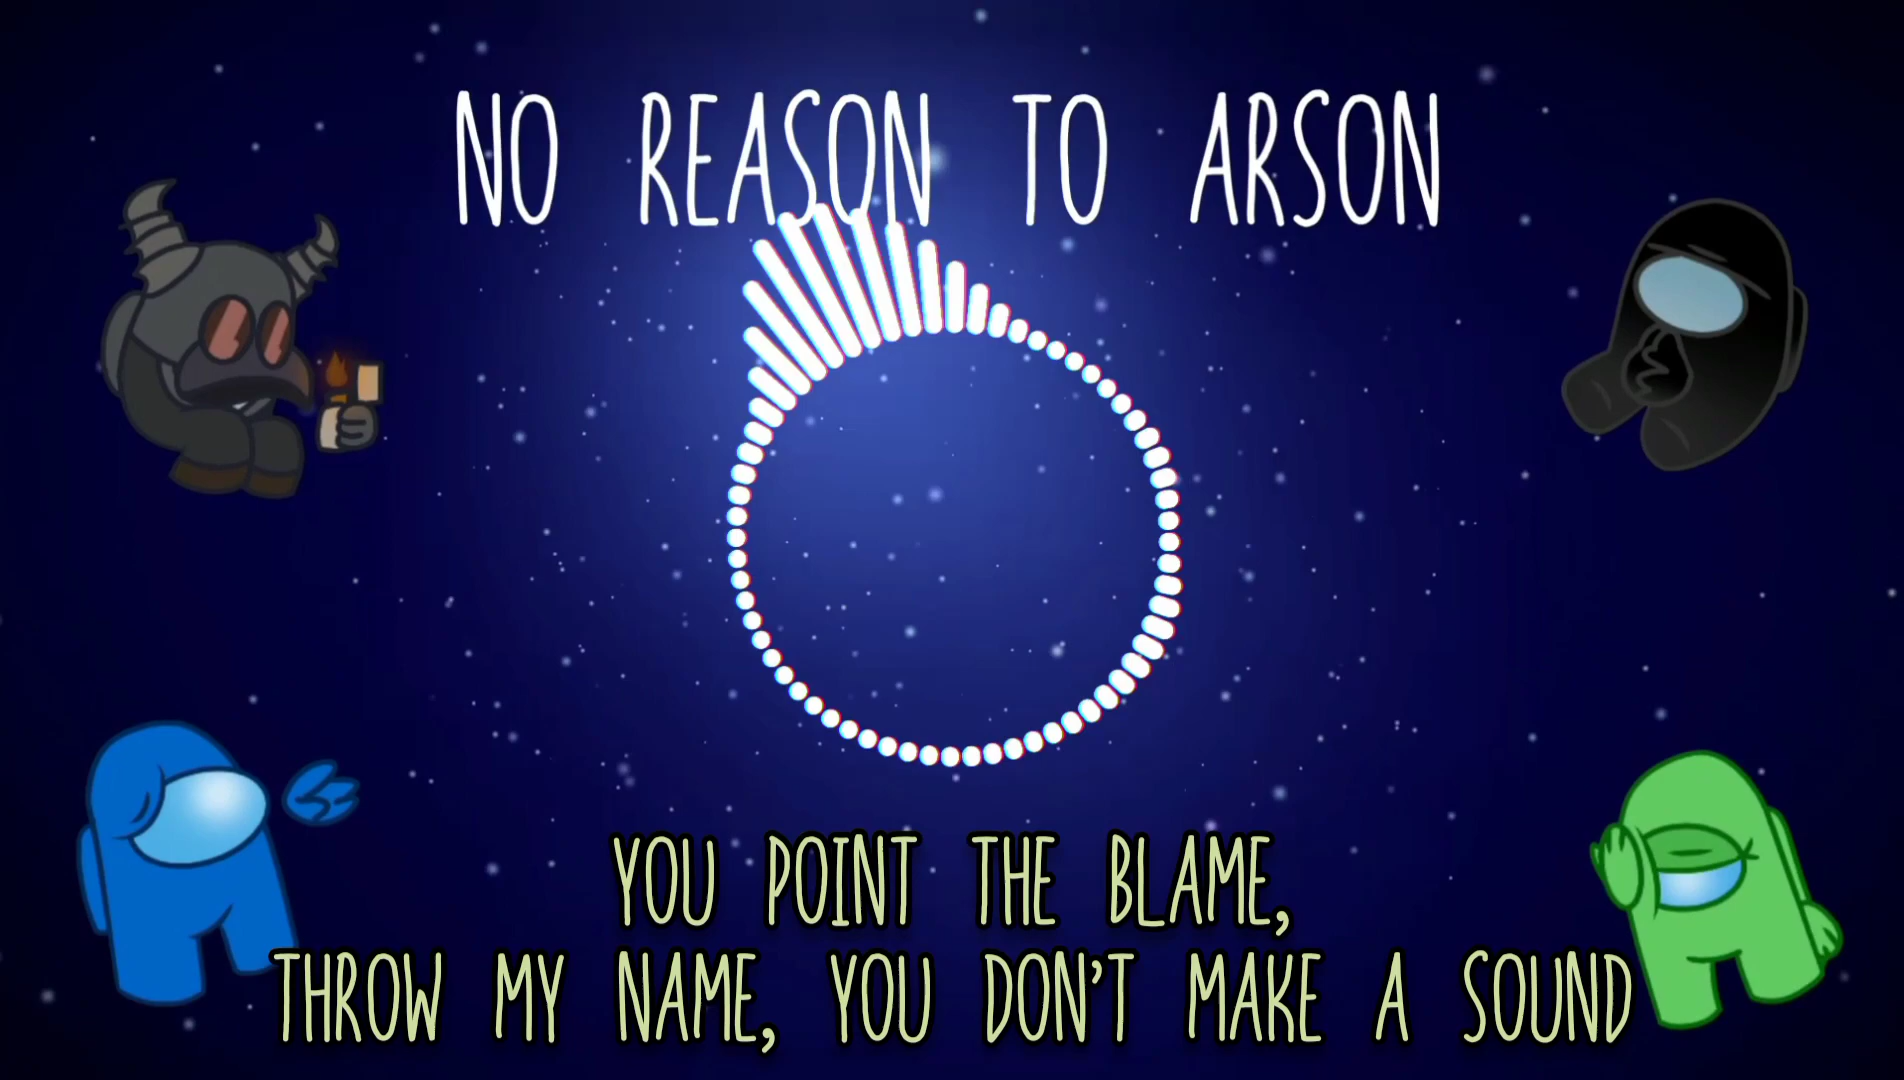 NO REASON TO ARSON
YOU POINT THE BLAME,
THROW MY NAME, YOU DON'T MAKE A SOUND